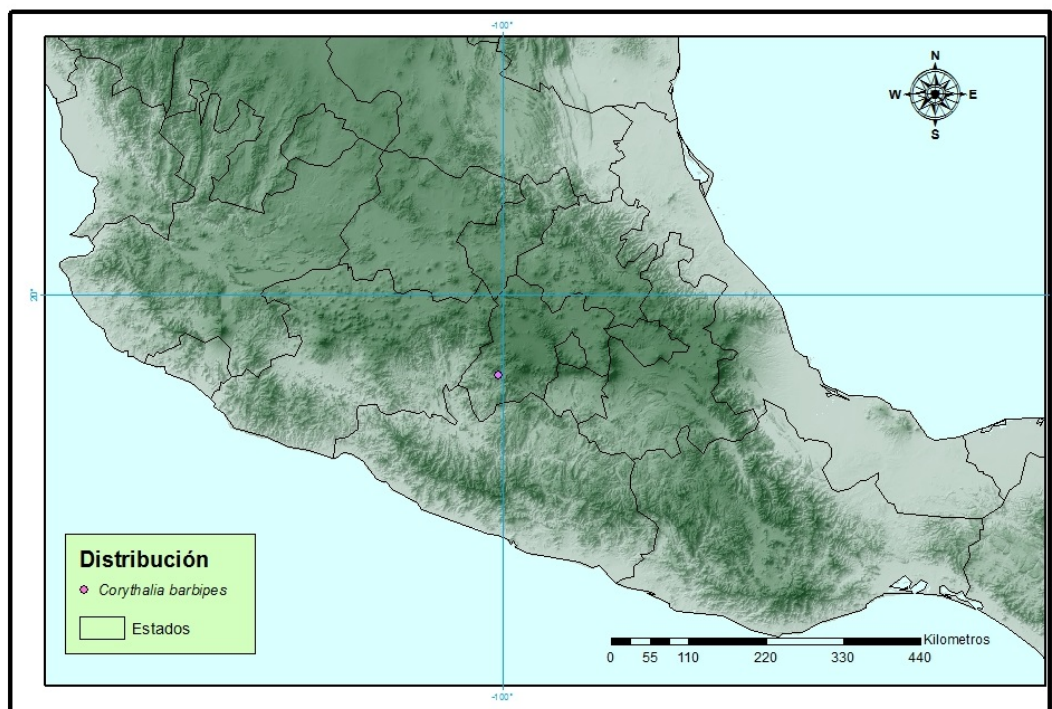 -100°
N
W E
S
20°
Distribución
Corythalia barbipes
Estados
Kilometros
0 55 110 220 330 440
-100°